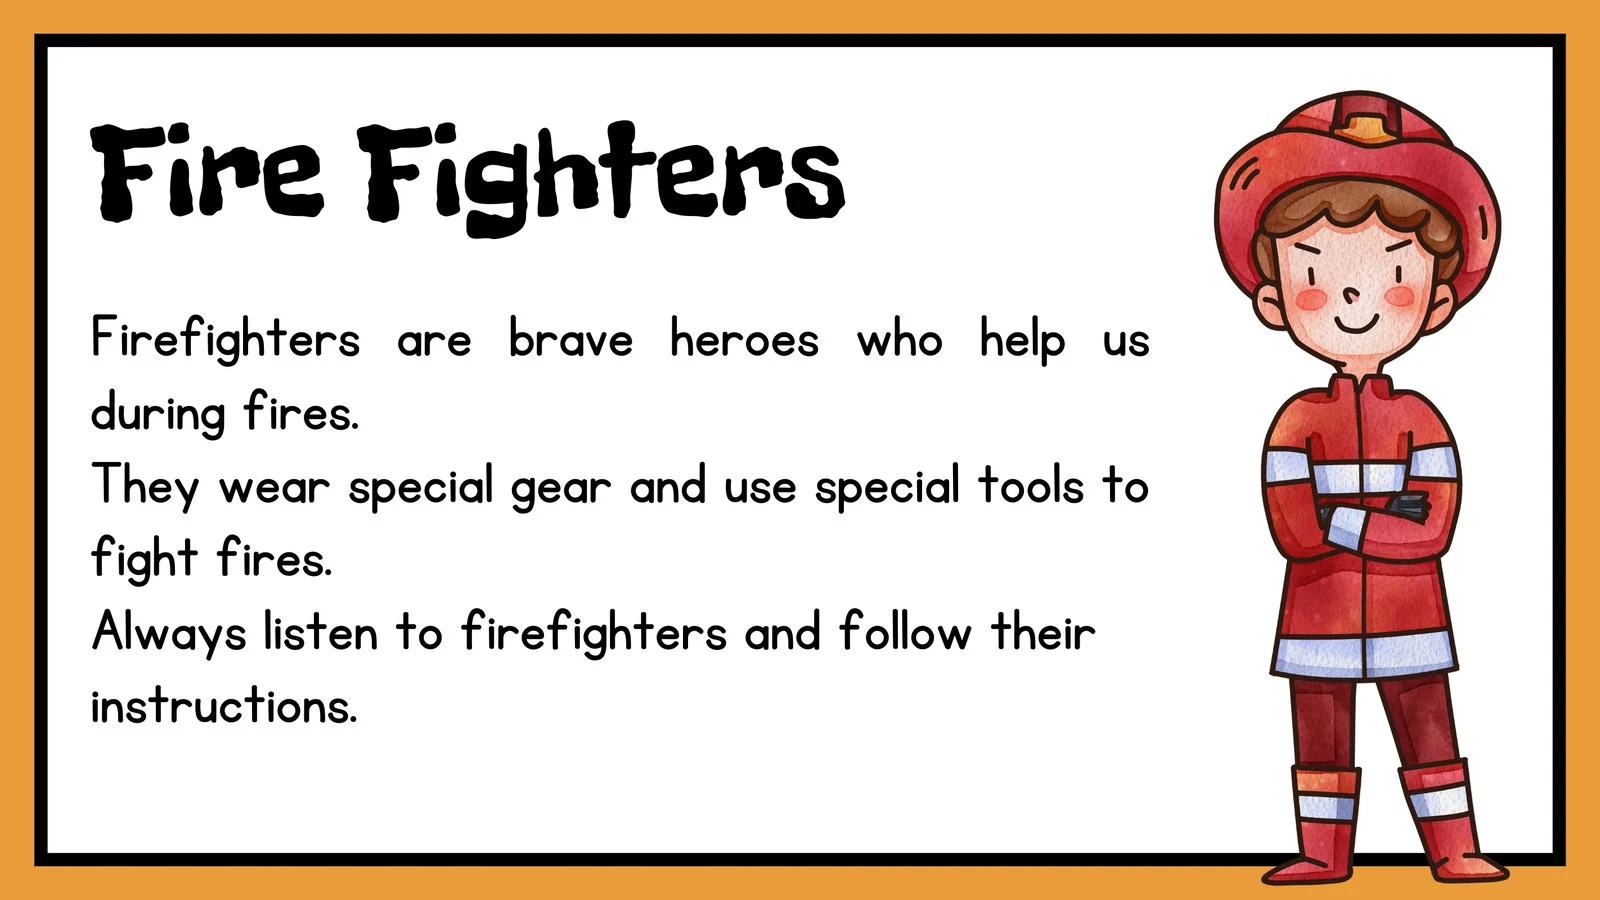 Fire Fighters
Firefighters are brave heroes who help us
during fires.
They wear special gear and use special tools to
fight fires.
Always listen to firefighters and follow their
instructions.